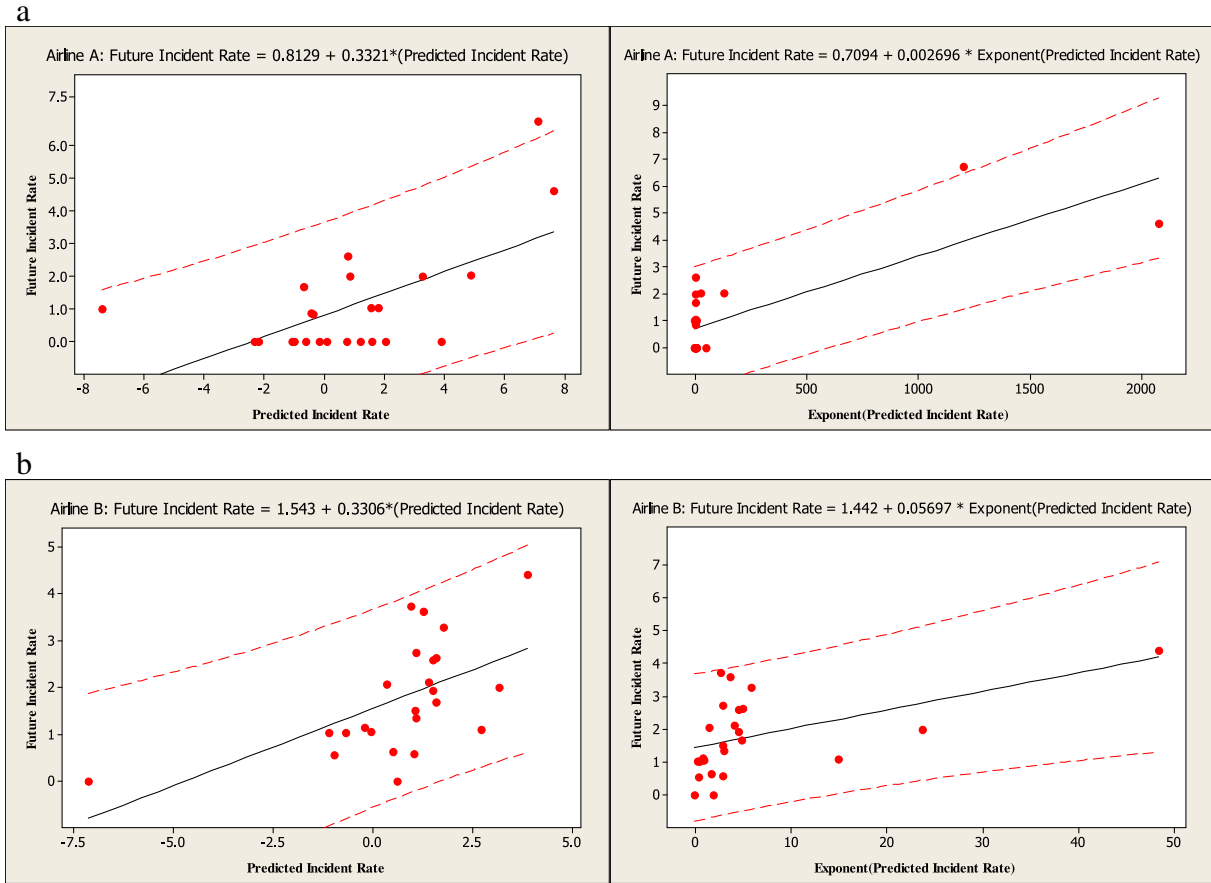 a
Airline A: Future Incident Rate = 0.8129 + 0.3321*(Predicted Incident Rate)
7.5
6.0
5.0
4.0
3.0
2.0
1.0
0.0
Future Incident Rate
-8 -6 -4 -2 0 2 4 6 8
Predicted Incident Rate
Airline A: Future Incident Rate = 0.7094 + 0.002696 * Exponent(Predicted Incident Rate)
9
8
7
6
5
4
3
2
1
0
Future Incident Rate
0 500 1000 1500 2000
Exponent(Predicted Incident Rate)
b
Airline B: Future Incident Rate = 1.543 + 0.3306*(Predicted Incident Rate)
5
4
3
2
1
0
Future Incident Rate
-7.5 -5.0 -2.5 0.0 2.5 5.0
Predicted Incident Rate
Airline B: Future Incident Rate = 1.442 + 0.05697 * Exponent(Predicted Incident Rate)
7
6
5
4
3
2
1
0
Future Incident Rate
0 10 20 30 40 50
Exponent(Predicted Incident Rate)